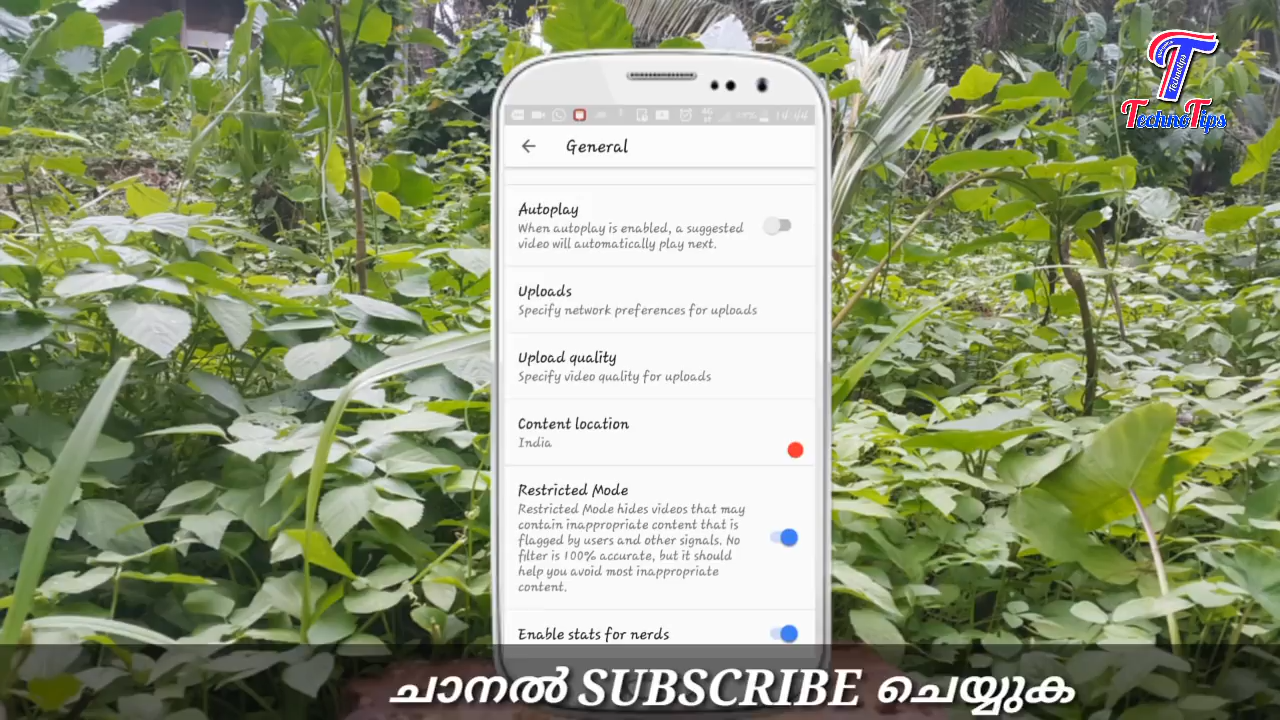 TechnoTips
General
Autoplay
When autoplay is enabled, a suggested
video will automatically play next.
Uploads
Specify network preferences for uploads
Upload quality
Specify video quality for uploads
Content location
India
Restricted Mode
Restricted Mode hides videos that may
contain inappropriate content that is
flagged by users and other signals. No
filter is 100% accurate, but it should
help you avoid most inappropriate
content.
Enable stats for nerds
ചാനൽ SUBSCRIBE ചെയ്യുക